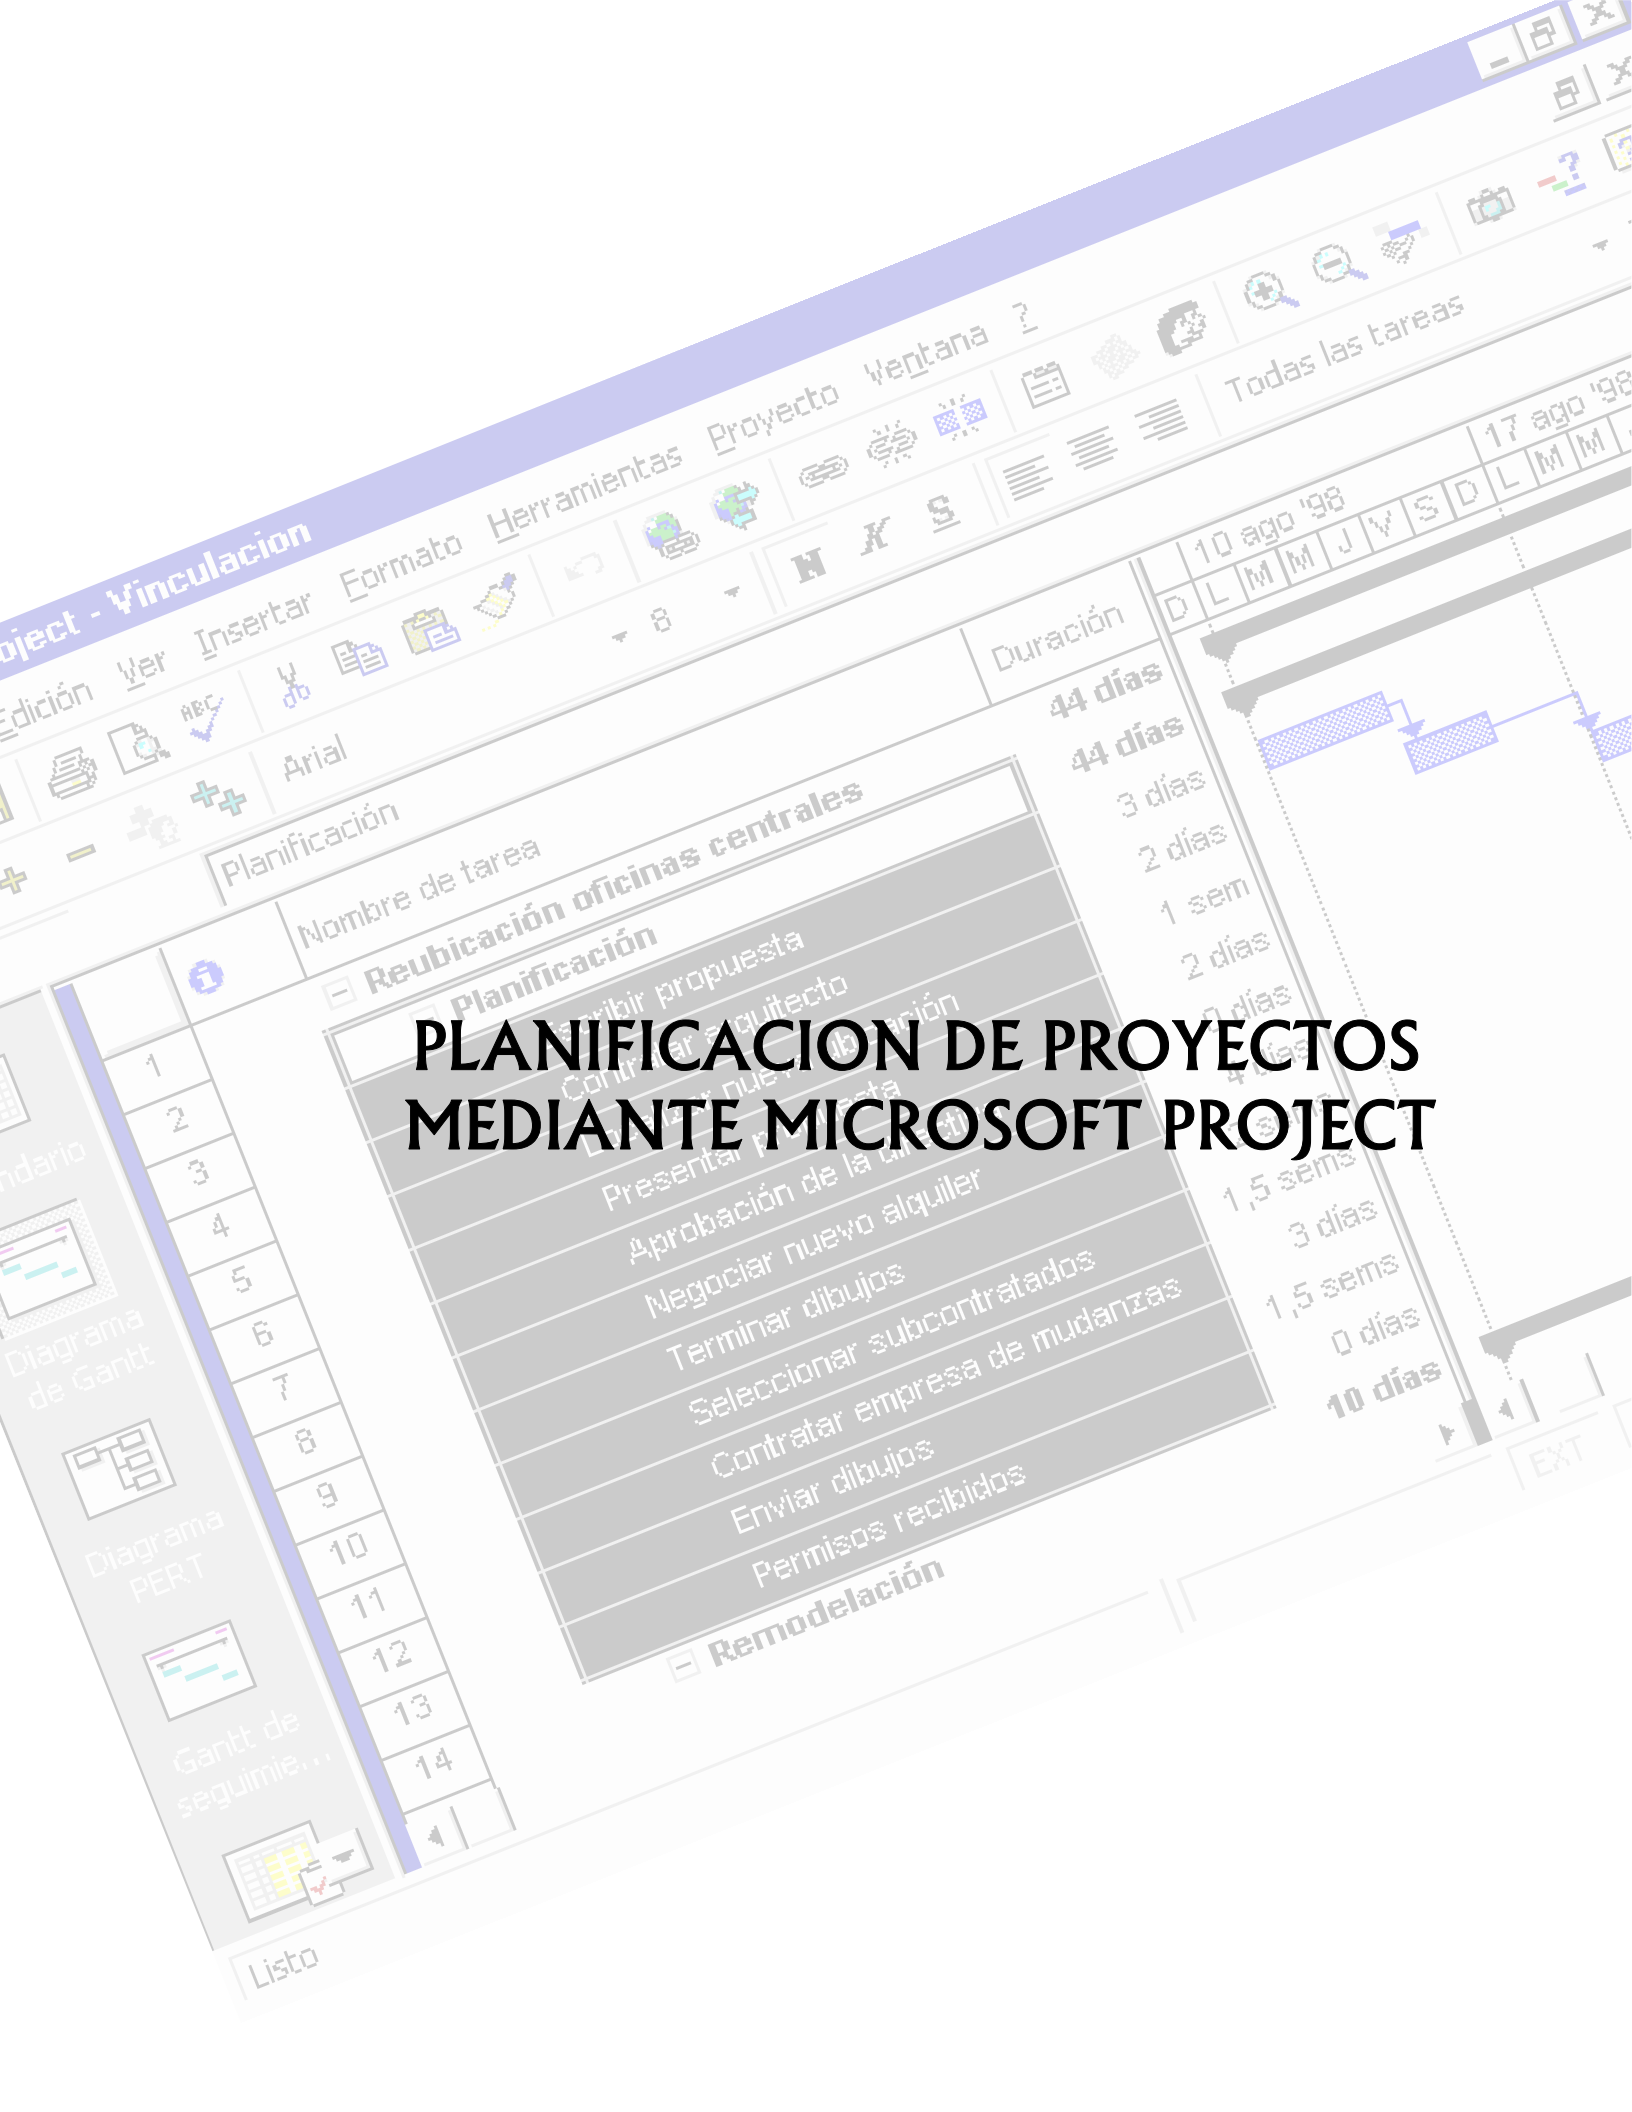 oject - Vinculacion
Edición Ver Insertar Formato Herramientas Proyecto Ventana ?
ABC
Arial 8 N K S Todas las tareas
Planificación
Nombre de tarea Duración
10 ago '98 17 ago '98
D L M M J V S D L M M
1 Reubicación oficinas centrales 44 días
2 Planificación 44 días
3 propuesta 3 días
4 2 días
5 1 sem
6 Presentar 2 días
7 Aprobación de la días
8 Negociar nuevo alquiler
9 Terminar dibujos
10 Seleccionar subcontratados 1,5 sems
11 Contratar empresa de mudanzas 3 días
12 Enviar dibujos 1,5 sems
13 Permisos recibidos 0 días
14 Remodelación 10 días
PLANIFICACION DE PROYECTOS
MEDIANTE MICROSOFT PROJECT
ndario
Diagrama
de Gantt
Diagrama
PERT
Gantt de
seguimie...
EXT
Listo